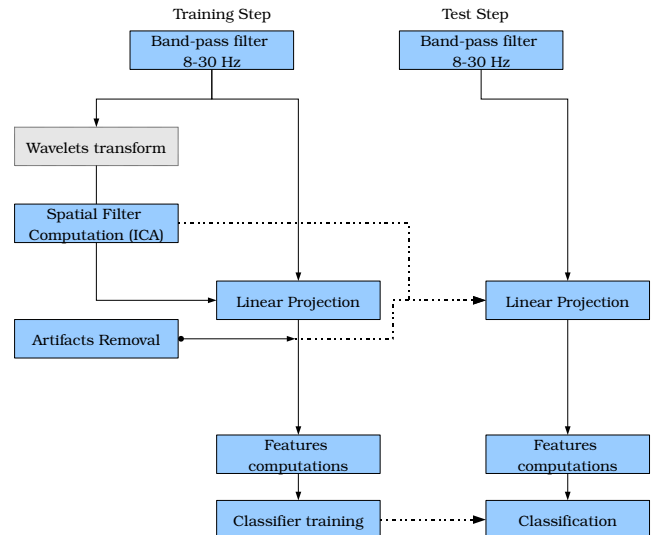 Training Step
Test Step
Band-pass filter
8-30 Hz
Band-pass filter
8-30 Hz
Wavelets transform
Spatial Filter
Computation (ICA)
Linear Projection
Linear Projection
Artifacts Removal
Features
computations
Features
computations
Classifier training
Classification